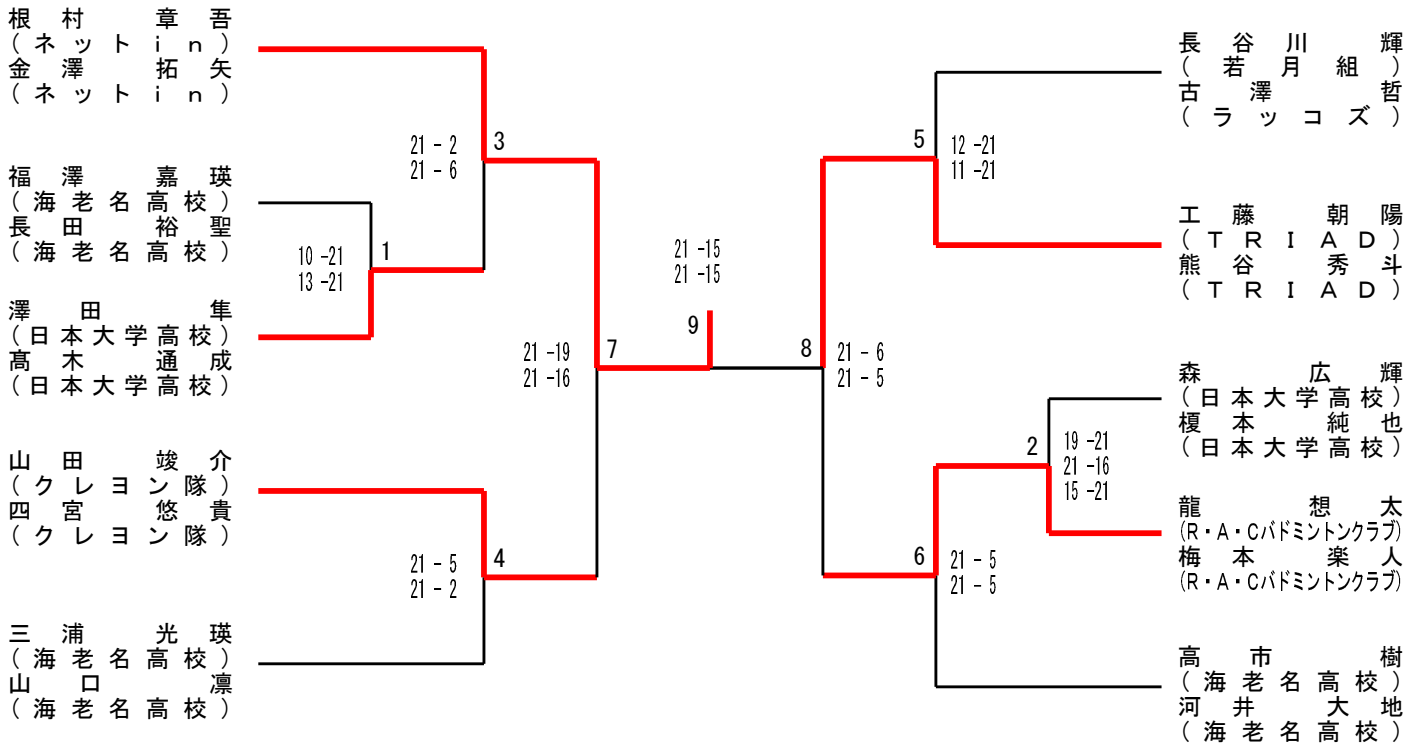 根村 章吾
(ネットin)
金澤 拓矢
(ネットin)
福澤 嘉瑛
(海老名高校)
長田 裕聖
(海老名高校)
澤田 隼
(日本大学高校)
髙木 通成
(日本大学高校)
山田 竣介
(クレヨン隊)
四宮 悠貴
(クレヨン隊)
三浦 光瑛
(海老名高校)
山口 凛
(海老名高校)
21 - 2
21 - 6
3
10 -21
13 -21
1
21 -19
21 -16
7
21 - 5
21 - 2
4
21 -15
21 -15
9
5
12 -21
11 -21
8
21 - 6
21 - 5
2
19 -21
21 -16
15 -21
6
21 - 5
21 - 5
長谷川 輝
(若月組)
古澤 哲
(ラッコズ)
工藤 朝陽
(TRIAD)
熊谷 秀斗
(TRIAD)
森 広輝
(日本大学高校)
榎本 純也
(日本大学高校)
龍 想太
(R・A・Cバドミントンクラブ)
梅本 楽人
(R・A・Cバドミントンクラブ)
高市 樹
(海老名高校)
河井 大地
(海老名高校)